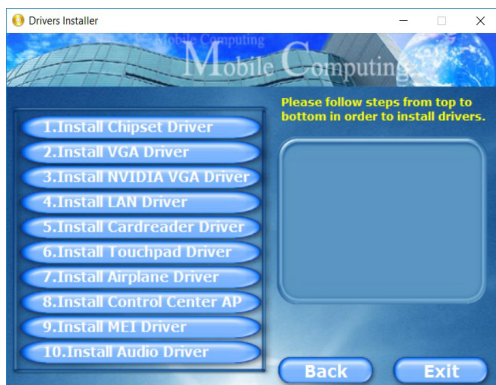 Drivers Installer
Mobile Computing
Mobile Computing
Please follow steps from top to
bottom in order to install drivers.
1.Install Chipset Driver
2.Install VGA Driver
3.Install NVIDIA VGA Driver
4.Install LAN Driver
5.Install Cardreader Driver
6.Install Touchpad Driver
7.Install Airplane Driver
8.Install Control Center AP
9.Install MEI Driver
10.Install Audio Driver
Back
Exit